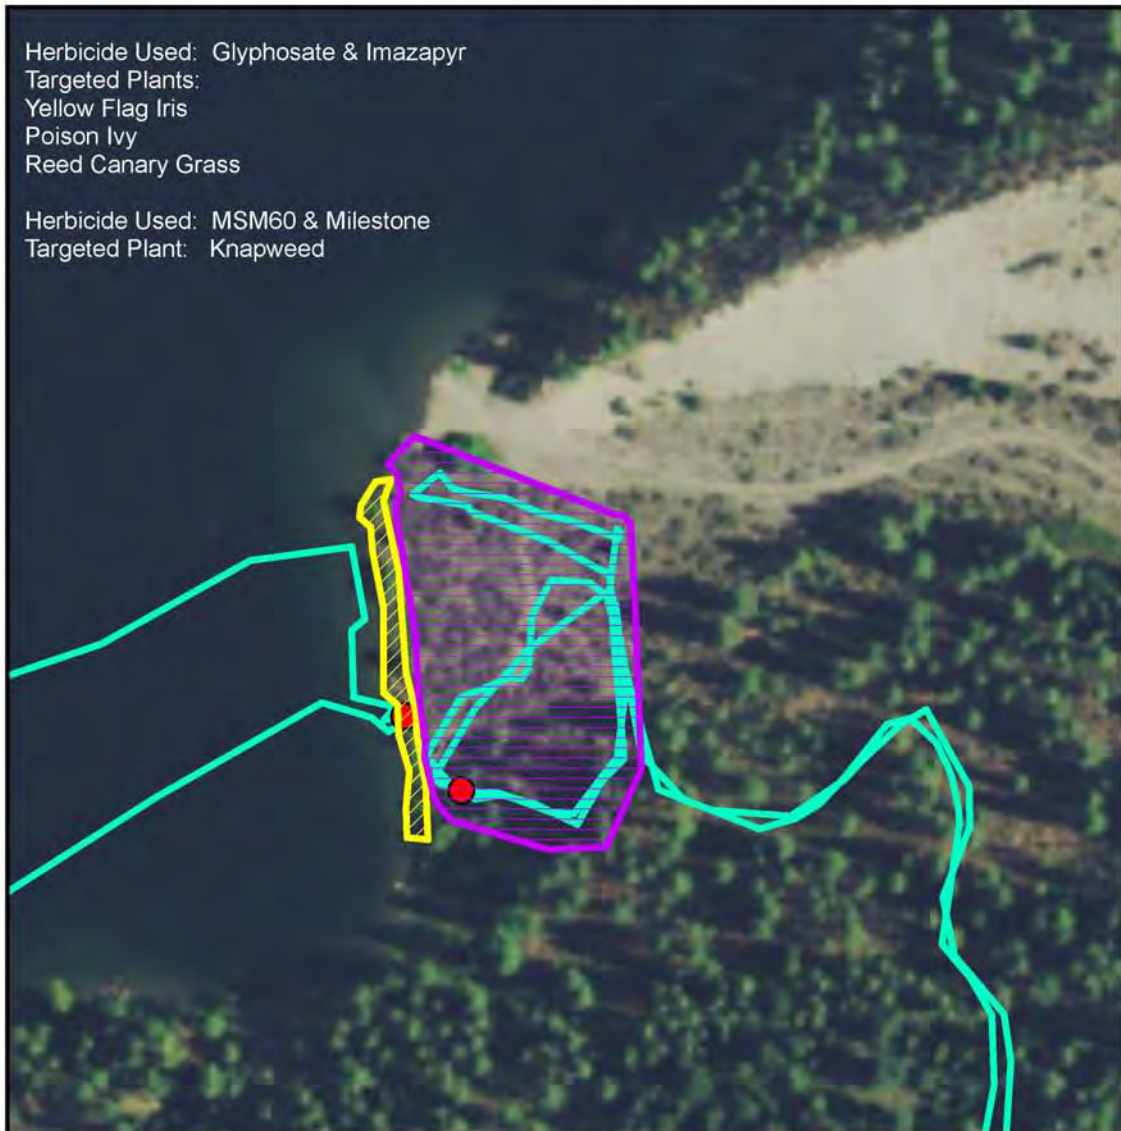 Herbicide Used: Glyphosate & Imazapyr
Targeted Plants:
Yellow Flag Iris
Poison Ivy
Reed Canary Grass
Herbicide Used: MSM60 & Milestone
Targeted Plant: Knapweed